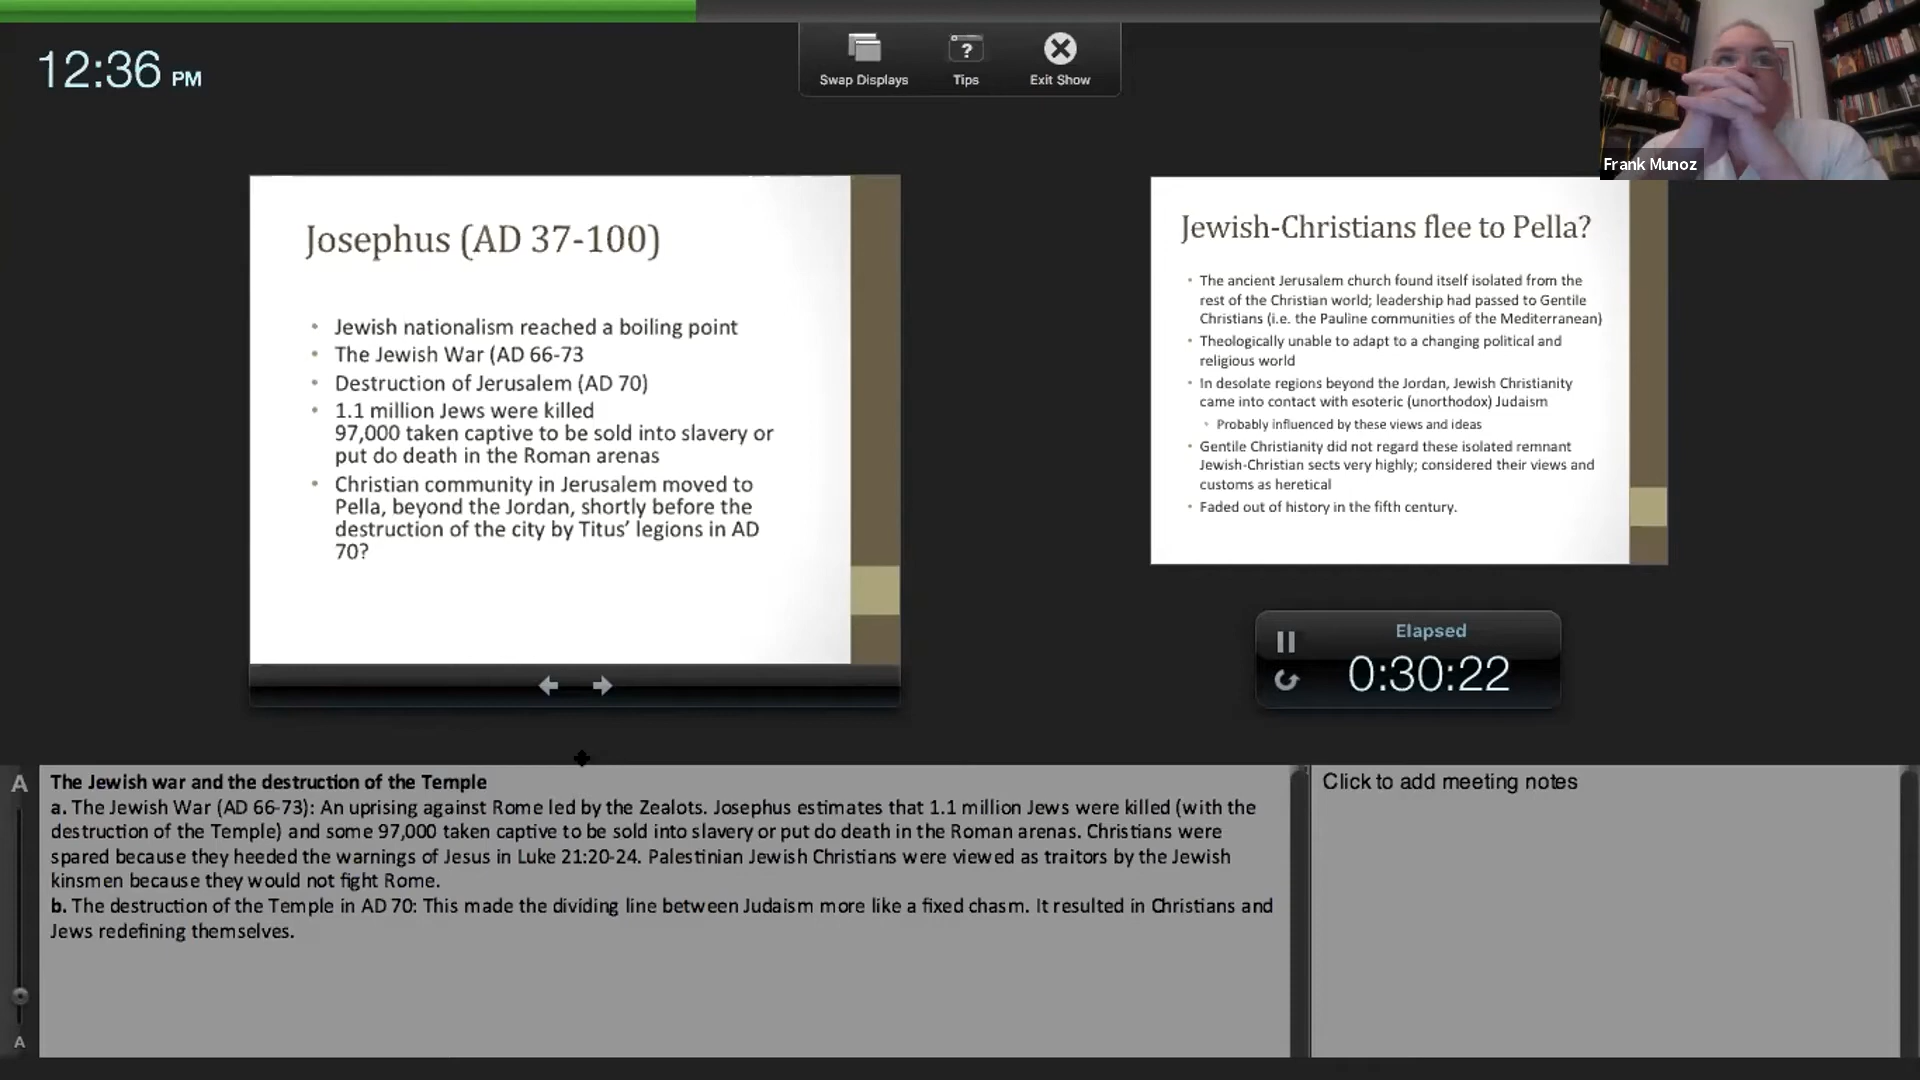 12:36 PM
Swap Displays
Tips
Exit Show
Frank Munoz
Josephus (AD 37-100)
• Jewish nationalism reached a boiling point
• The Jewish War (AD 66-73
• Destruction of Jerusalem (AD 70)
• 1.1 million Jews were killed
97,000 taken captive to be sold into slavery or
put do death in the Roman arenas
• Christian community in Jerusalem moved to
Pella, beyond the Jordan, shortly before the
destruction of the city by Titus’ legions in AD
70?
Jewish-Christians flee to Pella?
• The ancient Jerusalem church found itself isolated from the
rest of the Christian world; leadership had passed to Gentile
Christians (i.e. the Pauline communities of the Mediterranean)
• Theologically unable to adapt to a changing political and
religious world
• In desolate regions beyond the Jordan, Jewish Christianity
came into contact with esoteric (unorthodox) Judaism
• Probably influenced by these views and ideas
• Gentile Christianity did not regard these isolated remnant
Jewish-Christian sects very highly; considered their views and
customs as heretical
• Faded out of history in the fifth century.
Elapsed
0:30:22
A
The Jewish war and the destruction of the Temple
a. The Jewish War (AD 66-73): An uprising against Rome led by the Zealots. Josephus estimates that 1.1 million Jews were killed (with the
destruction of the Temple) and some 97,000 taken captive to be sold into slavery or put do death in the Roman arenas. Christians were
spared because they heeded the warnings of Jesus in Luke 21:20-24. Palestinian Jewish Christians were viewed as traitors by the Jewish
kinsmen because they would not fight Rome.
b. The destruction of the Temple in AD 70: This made the dividing line between Judaism more like a fixed chasm. It resulted in Christians and
Jews redefining themselves.
A
Click to add meeting notes